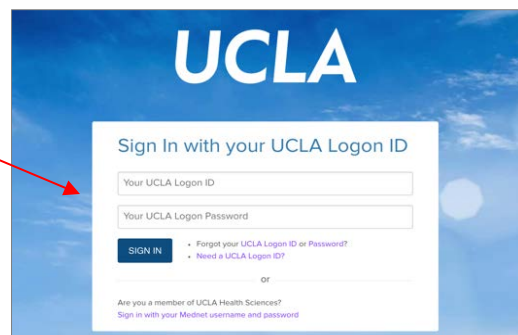 UCLA
Sign In with your UCLA Logon ID
Your UCLA Logon ID
Your UCLA Logon Password
SIGN IN
• Forgot your UCLA Logon ID or Password?
• Need a UCLA Logon ID?
or
Are you a member of UCLA Health Sciences?
Sign in with your Mednet username and password